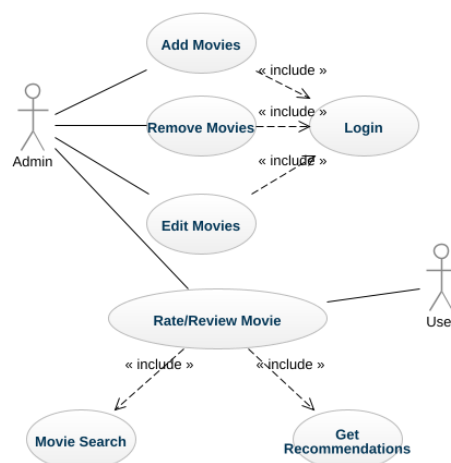 Add Movies
« include »
« include »
Remove Movies
Login
Admin
« include »
Edit Movies
Rate/Review Movie
Use
« include »
« include »
Movie Search
Get
Recommendations